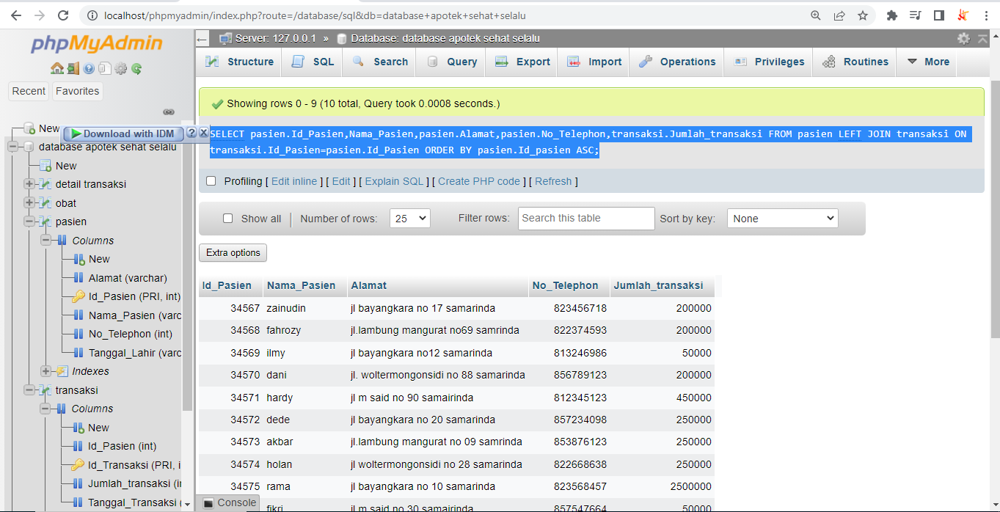 localhost/phpmyadmin/index.php?route=/database/sql&db=database+apotek+sehat+selalu
phpMyAdmin
Recent Favorites
New
Download with IDM ? X
database apotek sehat selalu
New
detail transaksi
obat
pasien
Columns
New
Alamat (varchar)
Id_Pasien (PRI, int)
Nama_Pasien (varc
No_Telephon (int)
Tanggal_Lahir (varc
Indexes
transaksi
Columns
New
Id_Pasien (int)
Id_Transaksi (PRI, i
Jumlah_transaksi (in
Tanggal_Transaksi (
Server: 127.0.0.1 » Database: database apotek sehat selalu
Structure SQL Search Query Export Import Operations Privileges Routines More
Showing rows 0 - 9 (10 total, Query took 0.0008 seconds.)
SELECT pasien.Id_Pasien,Nama_Pasien,pasien.Alamat,pasien.No_Telephon,transaksi.Jumlah_transaksi FROM pasien LEFT JOIN transaksi ON
transaksi.Id_Pasien=pasien.Id_Pasien ORDER BY pasien.Id_pasien ASC;
Profiling [ Edit inline ] [ Edit ] [ Explain SQL ] [ Create PHP code ] [ Refresh ]
Show all | Number of rows: 25 Filter rows: Search this table Sort by key: None
Extra options
Id_Pasien Nama_Pasien Alamat No_Telephon Jumlah_transaksi
34567 zainudin jl bayangkara no 17 samarinda 823456718 200000
34568 fahrozy jl.lambung mangurat no69 samrinda 822374593 200000
34569 ilmy jl bayangkara no12 samarinda 813246986 50000
34570 dani jl. woltermongonsidi no 88 samarinda 856789123 200000
34571 hardy jl m said no 90 samairinda 812345123 450000
34572 dede jl bayangkara no 20 samarinda 857234098 250000
34573 akbar jl.lambung mangurat no 09 samrinda 853876123 250000
34574 holan jl woltermongonsidi no 28 samarinda 822668638 250000
34575 rama jl bayangkara no 10 samarinda 823568457 2500000
fikri jl m said no 30 samarinda 857547664 50000
Console